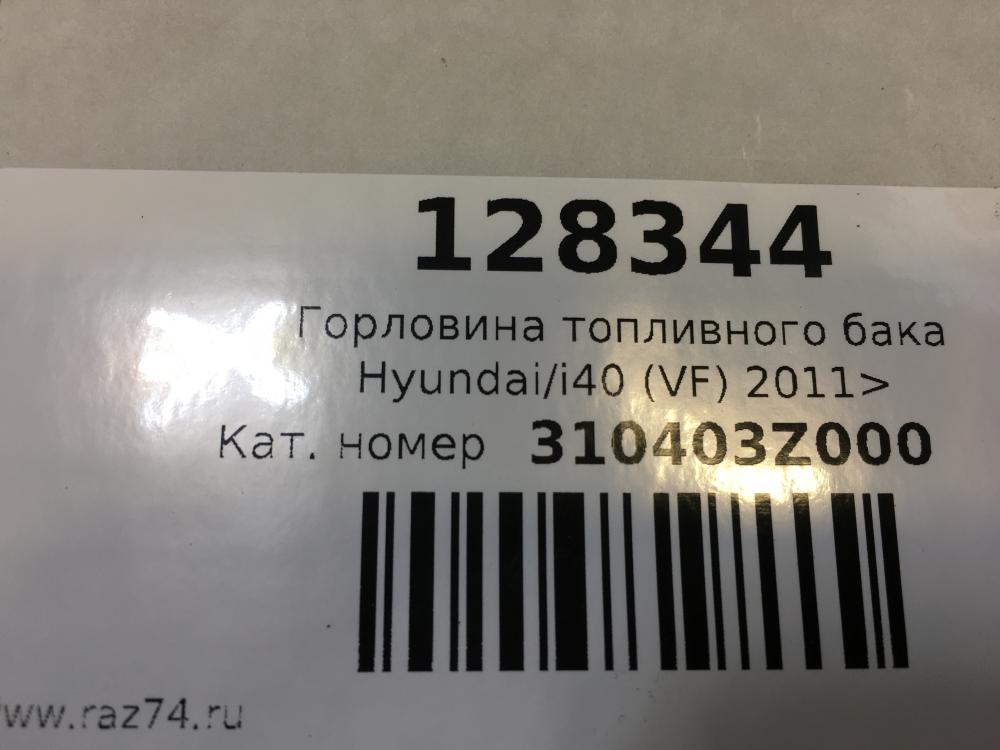 128344
Горловина топливного бака
Hyundai/i40 (VF) 2011>
Кат. номер 310403Z000
www.raz74.ru